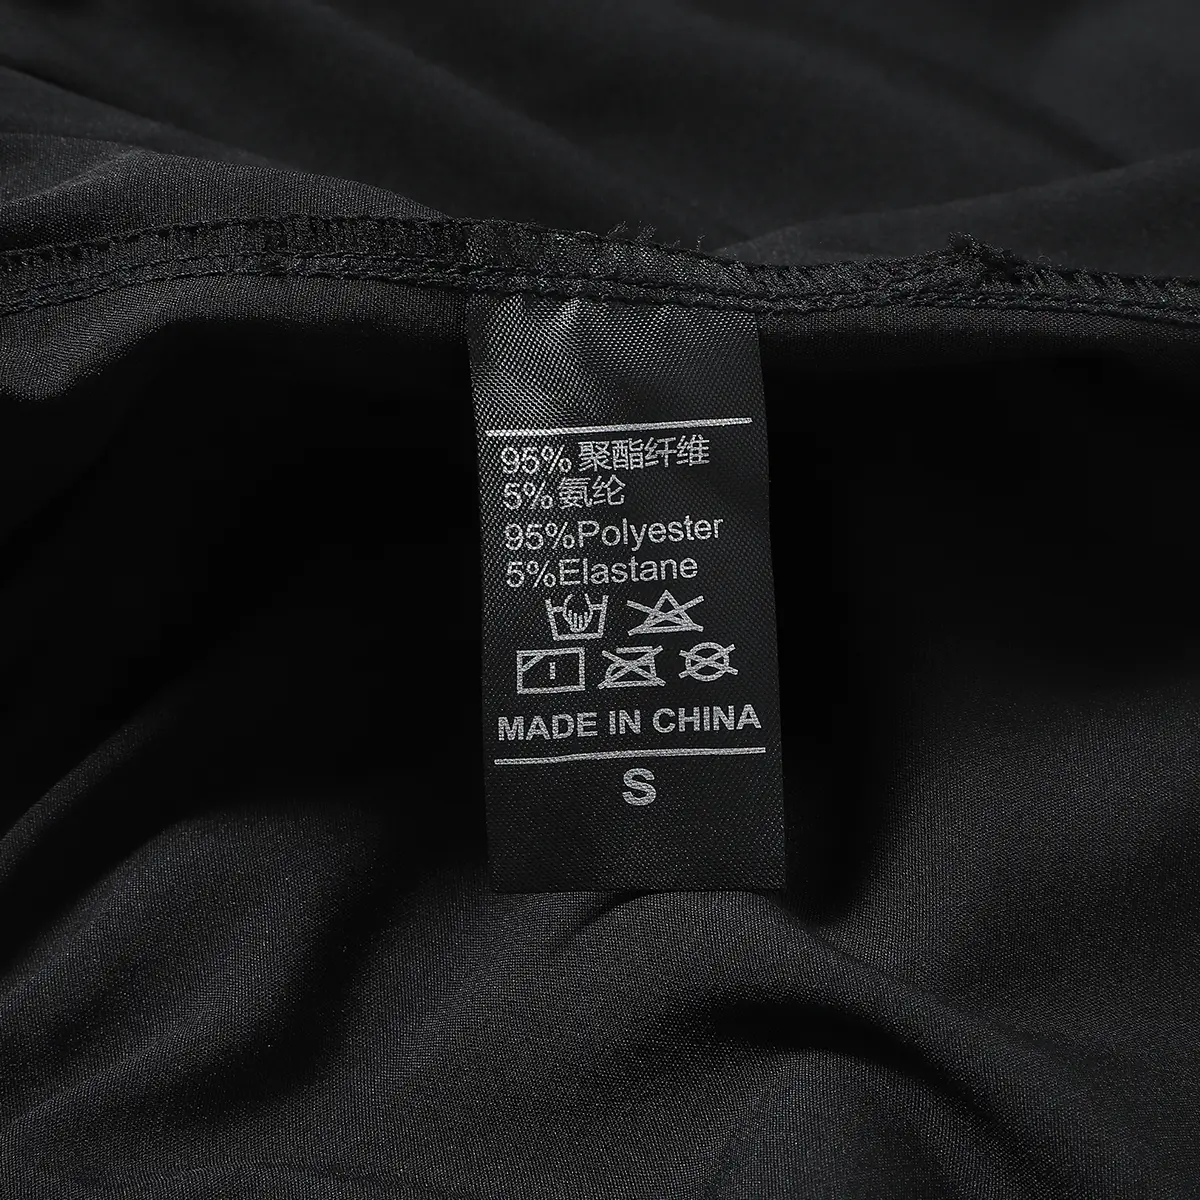 95% 聚酯纤维
5%氨纶
95%Polyester
5%Elastane
MADE IN CHINA
S